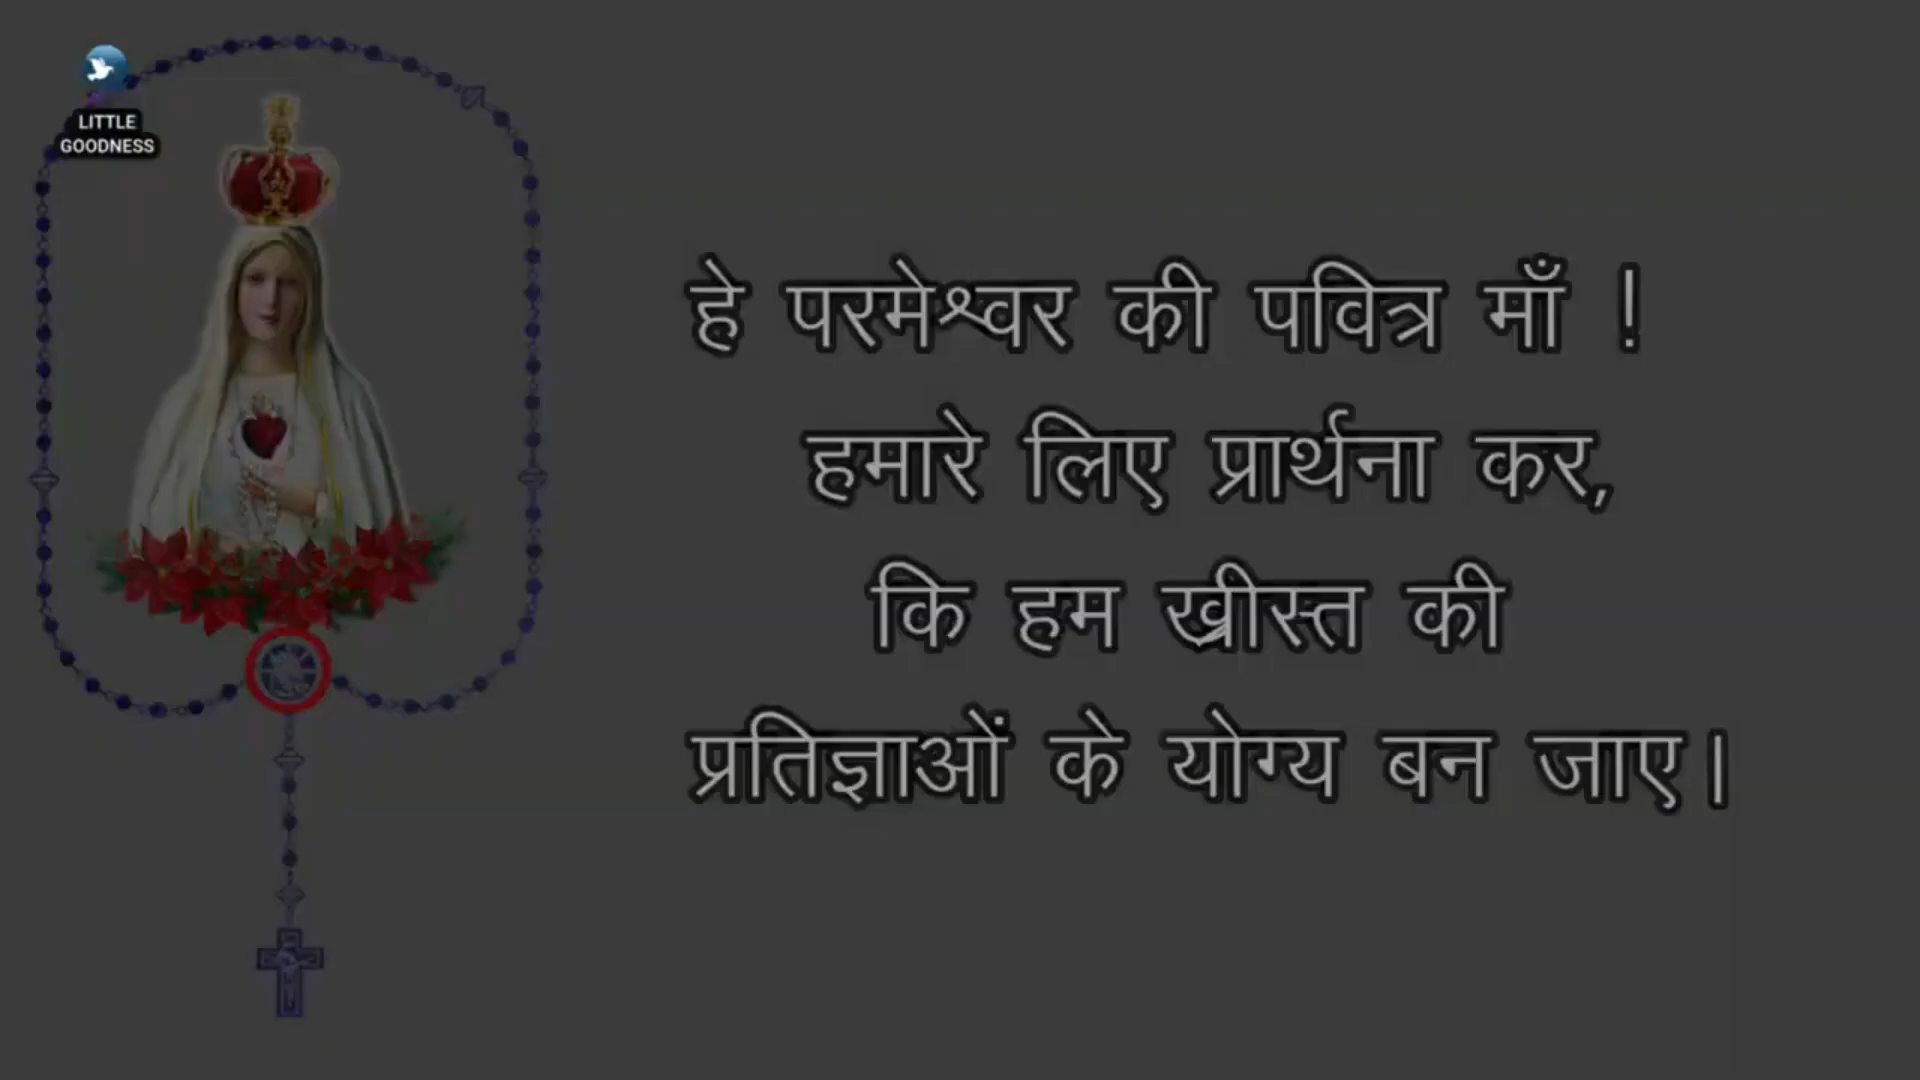 LITTLE
GOODNESS
हे परमेश्वर की पवित्र माँ !
हमारे लिए प्रार्थना कर,
कि हम ख्रीस्त की
प्रतिज्ञाओं के योग्य बन जाए।